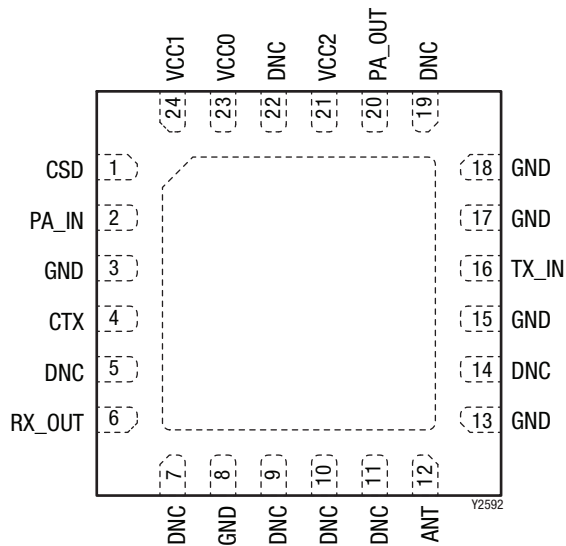 VCC1
VCC0
DNC
VCC2
PA_OUT
DNC
24
23
22
21
20
19
CSD 1
PA_IN 2
GND 3
CTX 4
DNC 5
RX_OUT 6
18 GND
17 GND
16 TX_IN
15 GND
14 DNC
13 GND
7
8
9
10
11
12
DNC
GND
DNC
DNC
DNC
ANT
Y2592